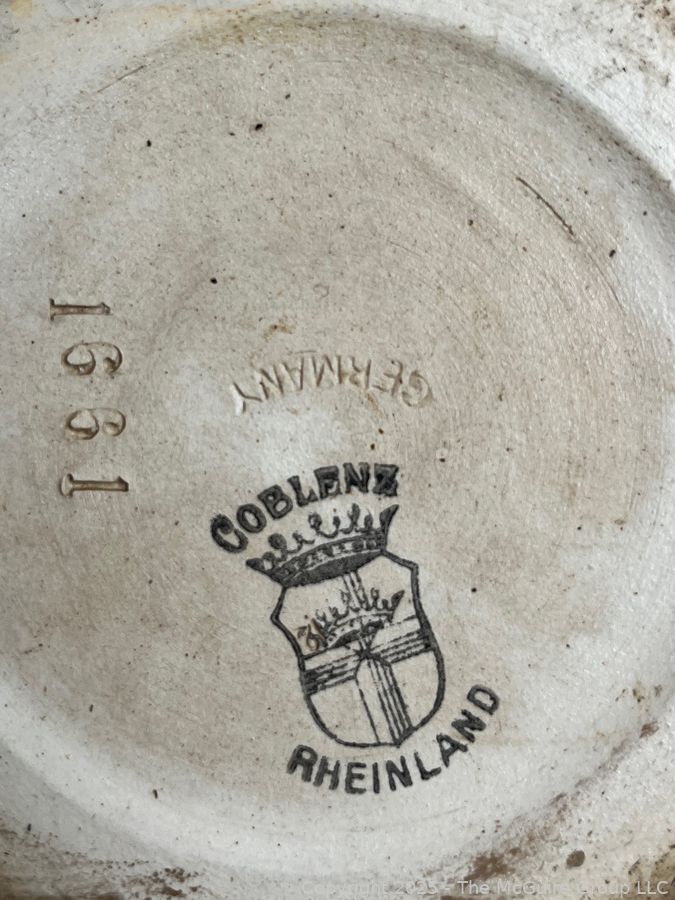 1661
GERMANY
COBLENZ
RHEINLAND
Copyright 2025 - The McGuire Group LLC